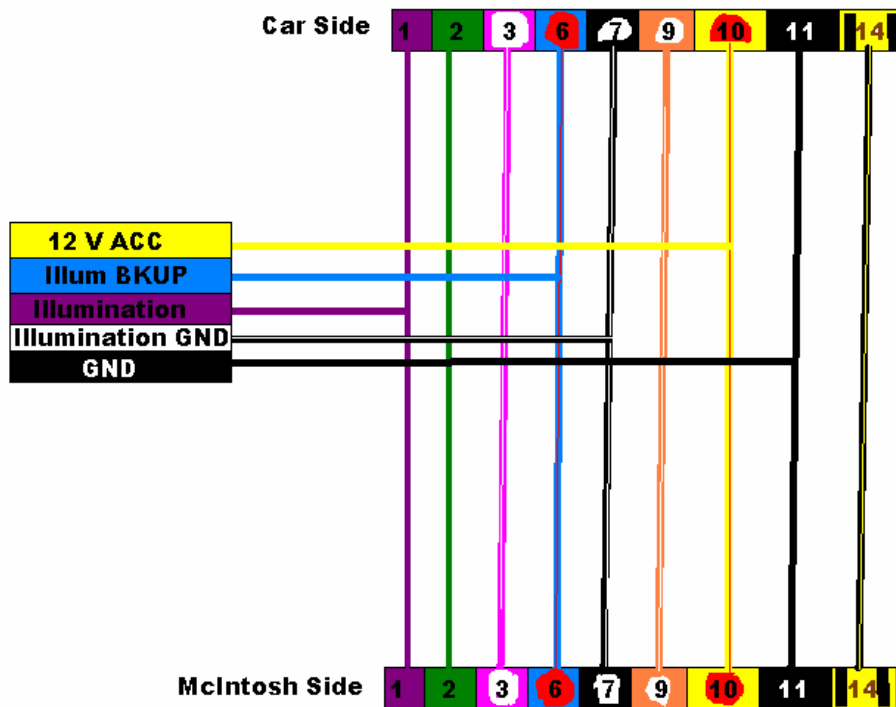 Car Side 1 2 3 6 7 9 10 11 14
12 V ACC
Illum BKUP
Illumination
Illumination GND
GND
McIntosh Side 1 2 3 6 7 9 10 11 14